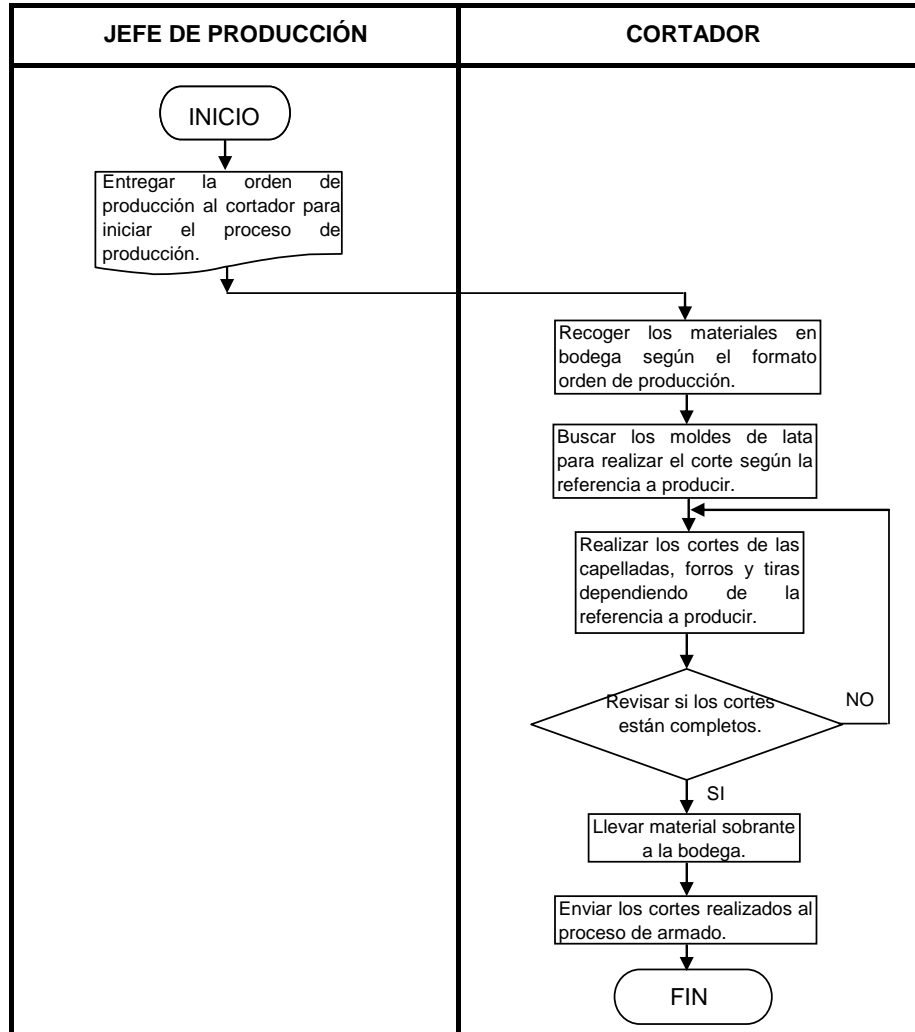 JEFE DE PRODUCCIÓN
CORTADOR
INICIO
Entregar la orden de
producción al cortador para
iniciar el proceso de
producción.
Recoger los materiales en
bodega según el formato
orden de producción.
Buscar los moldes de lata
para realizar el corte según la
referencia a producir.
Realizar los cortes de las
capelladas, forros y tiras
dependiendo de la
referencia a producir.
Revisar si los cortes
están completos.
NO
SI
Llevar material sobrante
a la bodega.
Enviar los cortes realizados al
proceso de armado.
FIN